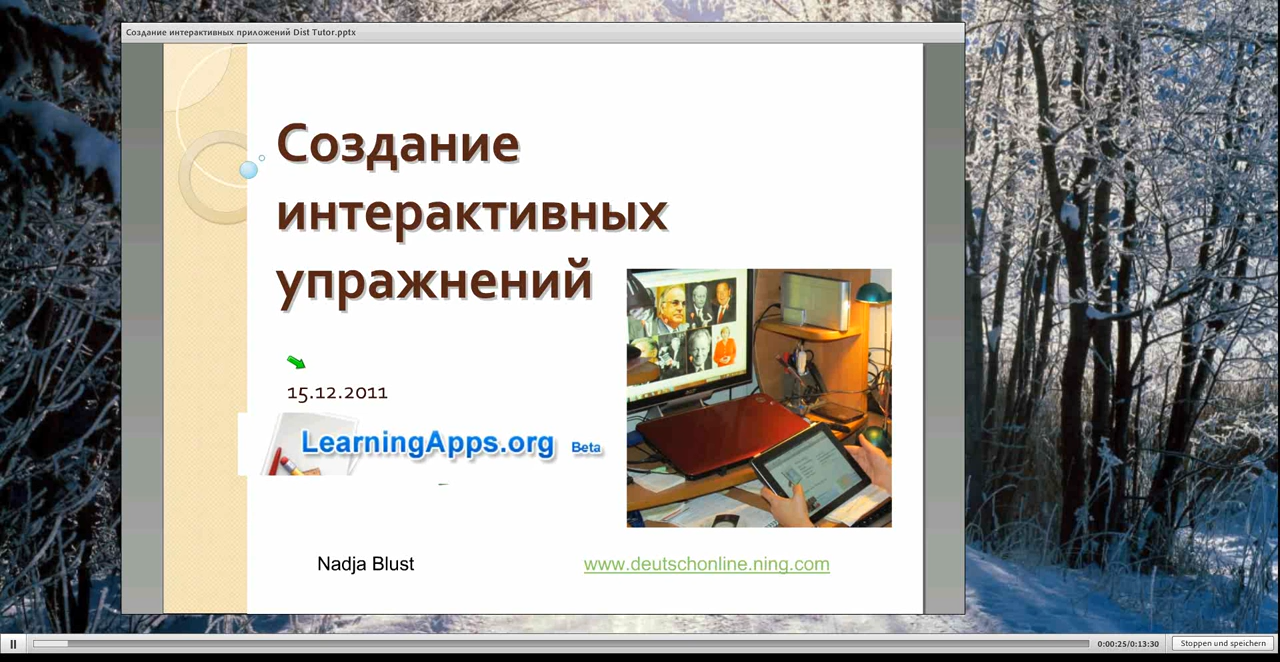 Создание интерактивных приложений Dist Tutor.pptx
Создание
интерактивных
упражнений
15.12.2011
LearningApps.org Beta
Nadja Blust
www.deutschonline.ning.com
0:00:25/0:13:30
Stoppen und speichern